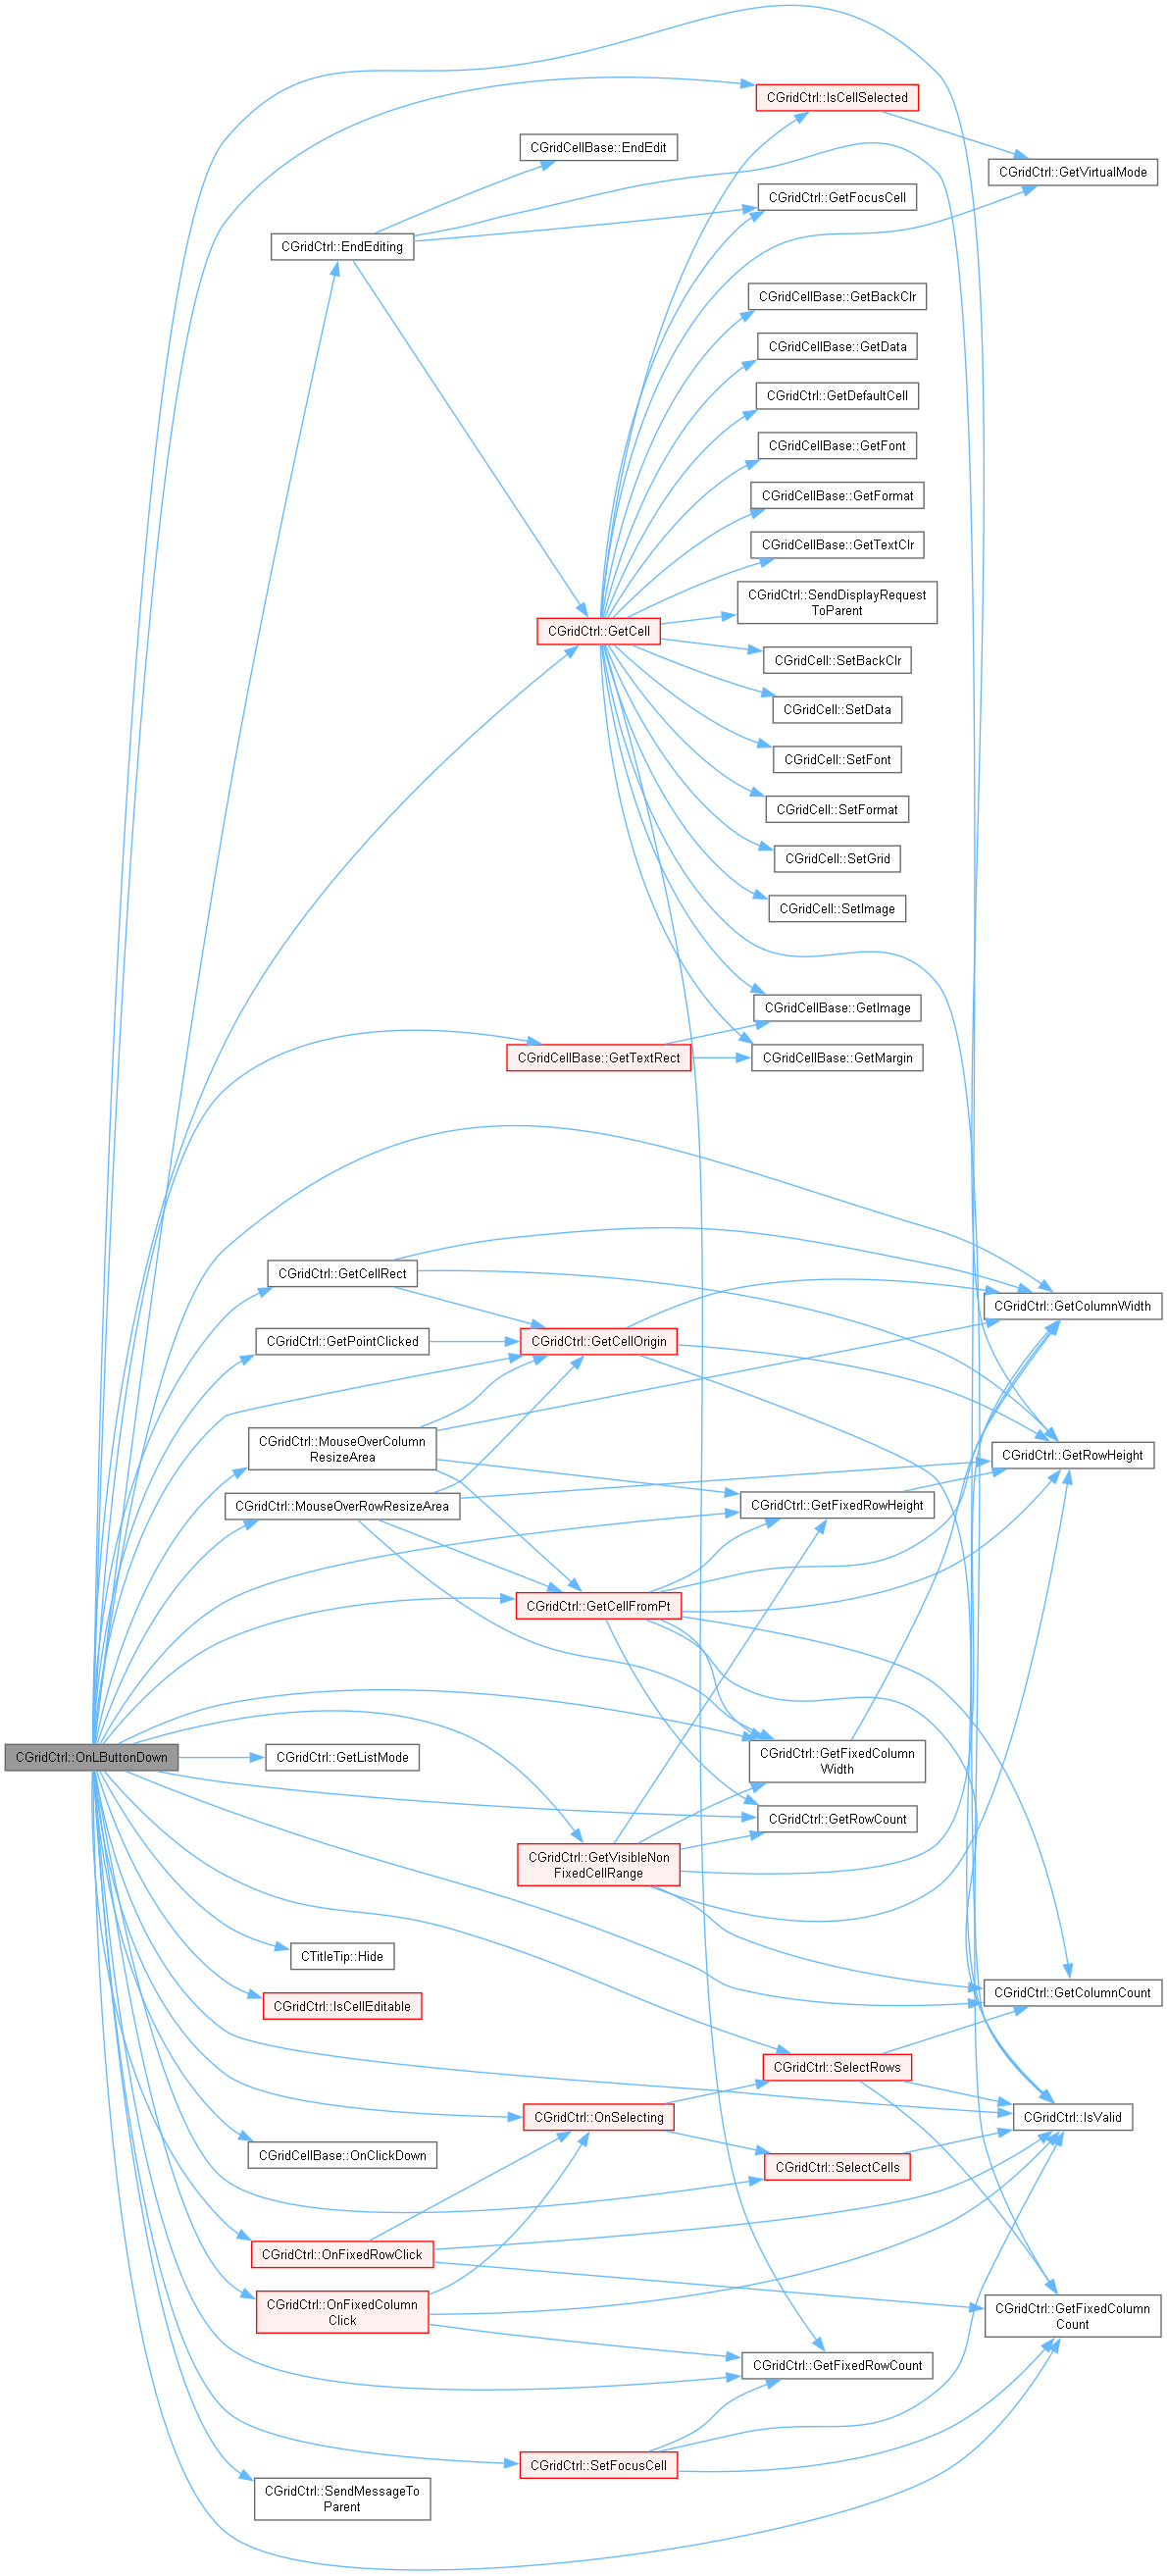 CGridCtrl::IsCellSelected
CGridCellBase::EndEdit
CGridCtrl::GetVirtualMode
CGridCtrl::GetFocusCell
CGridCtrl::EndEditing
CGridCellBase::GetBackClr
CGridCellBase::GetData
CGridCtrl::GetDefaultCell
CGridCellBase::GetFont
CGridCellBase::GetFormat
CGridCellBase::GetTextClr
CGridCtrl::SendDisplayRequest
ToParent
CGridCtrl::GetCell
CGridCell::SetBackClr
CGridCell::SetData
CGridCell::SetFont
CGridCell::SetFormat
CGridCell::SetGrid
CGridCell::SetImage
CGridCellBase::GetImage
CGridCellBase::GetTextRect
CGridCellBase::GetMargin
CGridCtrl::GetCellRect
CGridCtrl::GetColumnWidth
CGridCtrl::GetPointClicked
CGridCtrl::GetCellOrigin
CGridCtrl::MouseOverColumn
ResizeArea
CGridCtrl::GetRowHeight
CGridCtrl::MouseOverRowResizeArea
CGridCtrl::GetFixedRowHeight
CGridCtrl::GetCellFromPt
CGridCtrl::OnLButtonDown
CGridCtrl::GetListMode
CGridCtrl::GetFixedColumn
Width
CGridCtrl::GetRowCount
CGridCtrl::GetVisibleNon
FixedCellRange
CTitleTip::Hide
CGridCtrl::IsCellEditable
CGridCtrl::GetColumnCount
CGridCtrl::SelectRows
CGridCtrl::OnSelecting
CGridCtrl::IsValid
CGridCellBase::OnClickDown
CGridCtrl::SelectCells
CGridCtrl::OnFixedRowClick
CGridCtrl::OnFixedColumn
Click
CGridCtrl::GetFixedColumn
Count
CGridCtrl::GetFixedRowCount
CGridCtrl::SetFocusCell
CGridCtrl::SendMessageTo
Parent